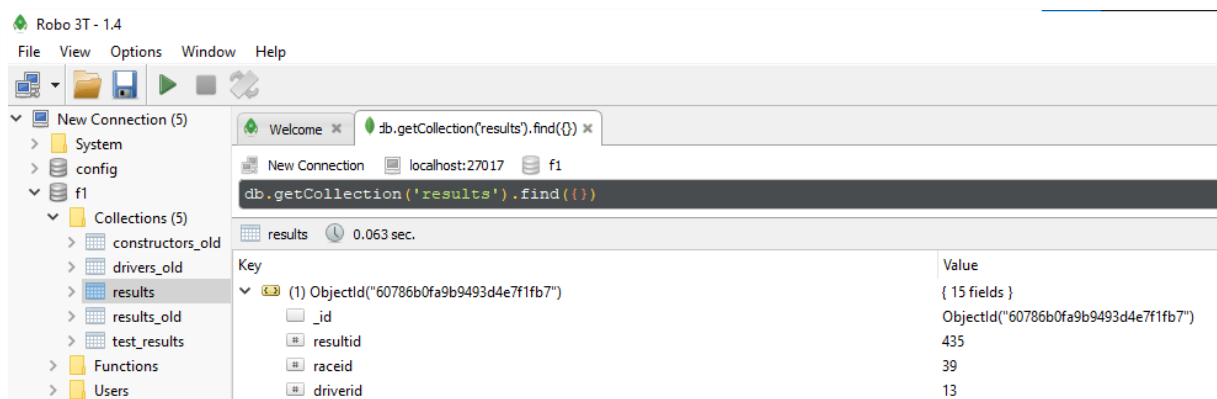 Robo 3T - 1.4
File View Options Window Help
New Connection (5)
System
config
f1
Collections (5)
constructors_old
drivers_old
results
results_old
test_results
Functions
Users
Welcome
db.getCollection('results').find({})
New Connection localhost:27017 f1
db.getCollection('results').find({})
results 0.063 sec.
Key Value
(1) ObjectId("60786b0fa9b9493d4e7f1fb7") { 15 fields }
_id ObjectId("60786b0fa9b9493d4e7f1fb7")
resultid 435
raceid 39
driverid 13